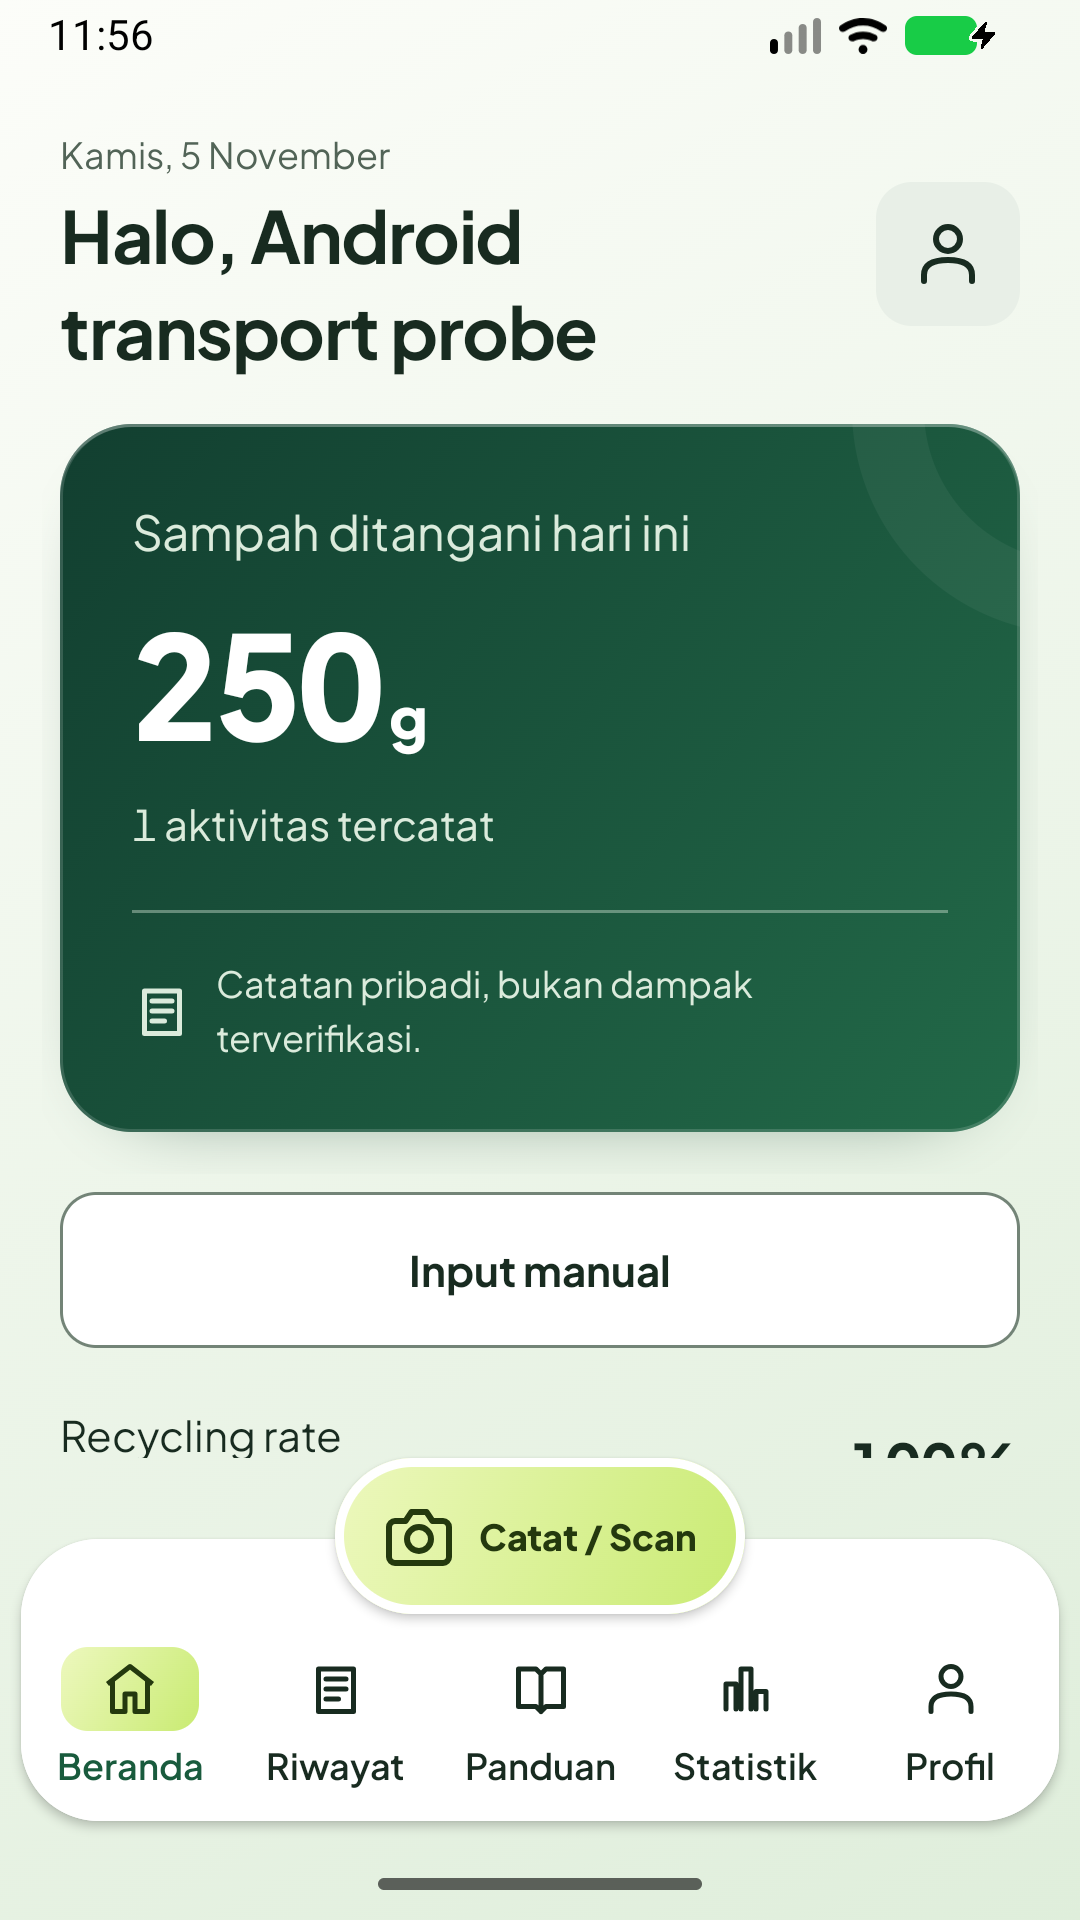 11:56
Kamis, 5 November
Halo, Android
transport probe
Sampah ditangani hari ini
250g
1 aktivitas tercatat
Catatan pribadi, bukan dampak
terverifikasi.
Input manual
Recycling rate
100%
Catat / Scan
Beranda
Riwayat
Panduan
Statistik
Profil